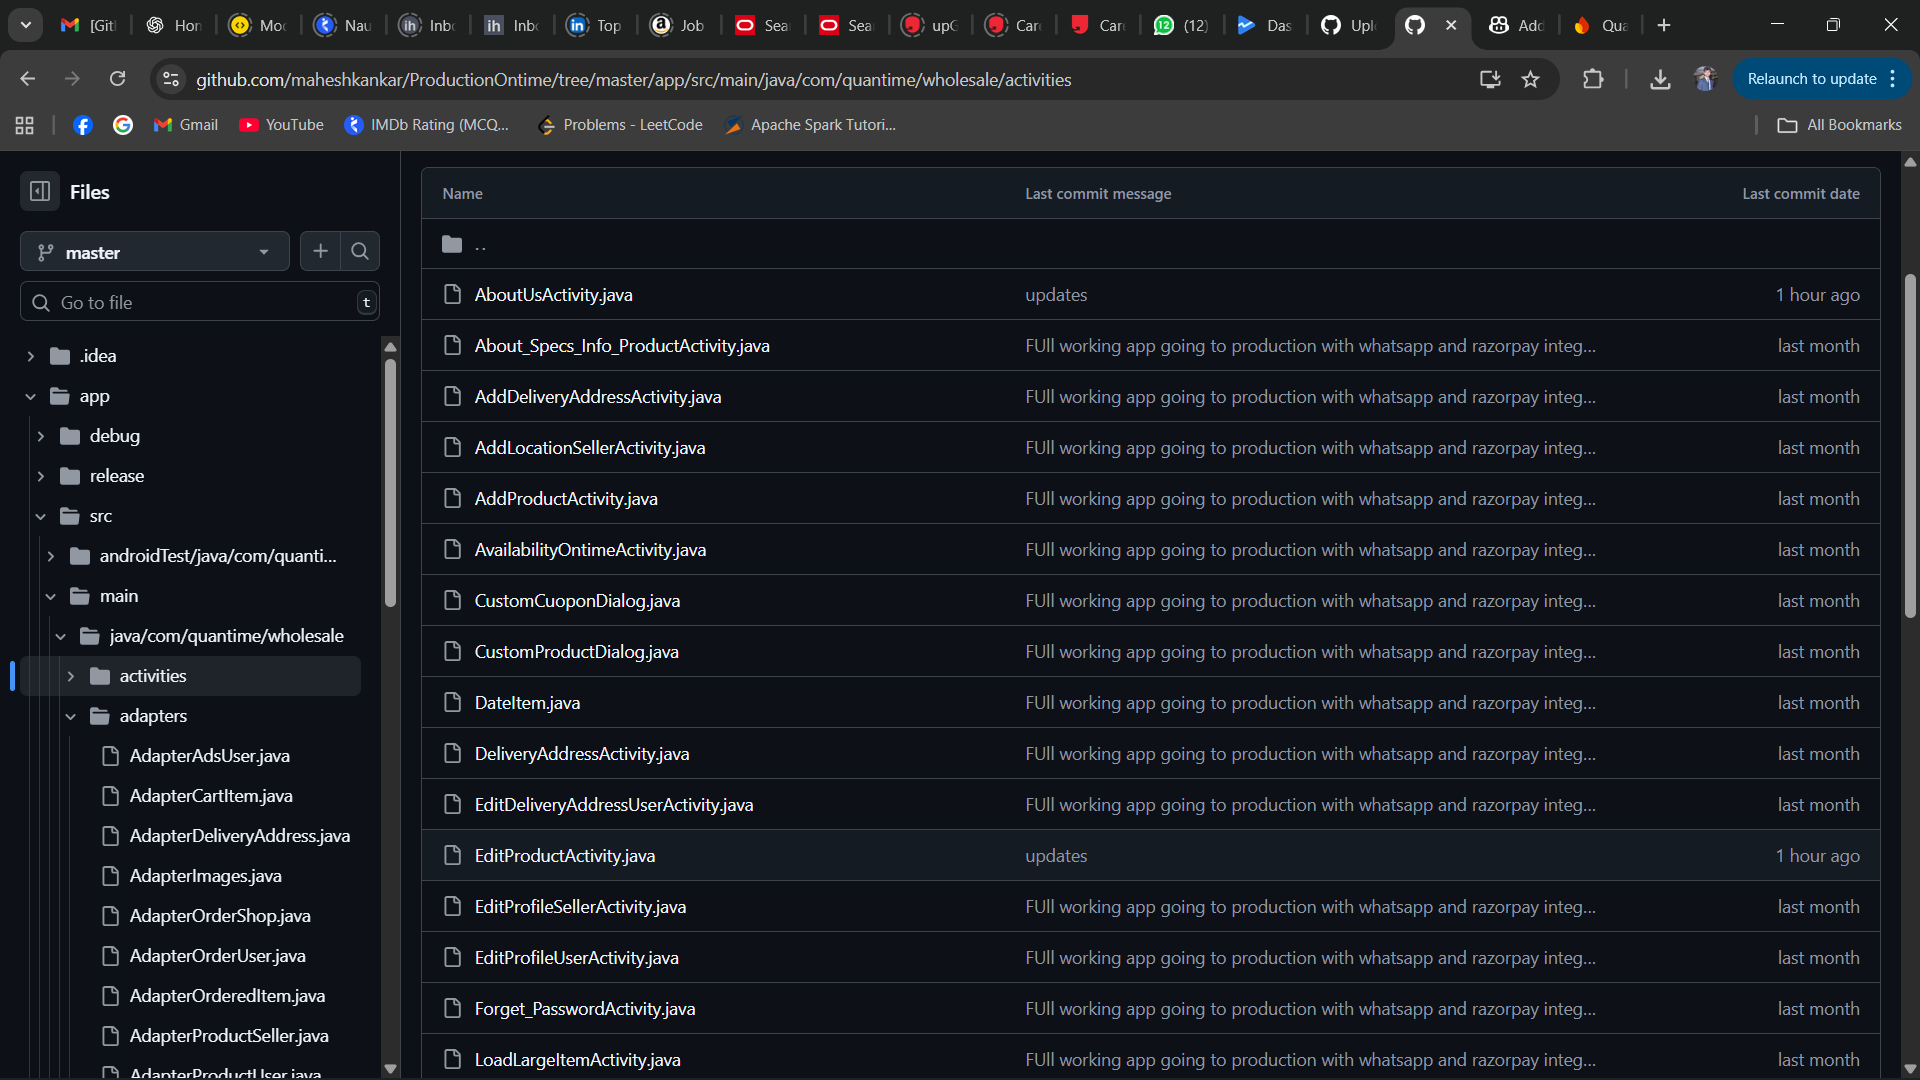 [Git
Hon
Moc
Nau
Inbo
ih Inbo
Top
Job
Sea
Sea
upG
Care
Care
(12)
Das
Uplo
Add
Qua
github.com/maheshkankar/ProductionOntime/tree/master/app/src/main/java/com/quantime/wholesale/activities
Relaunch to update
Gmail
YouTube
IMDb Rating (MCQ...
Problems - LeetCode
Apache Spark Tutori...
All Bookmarks
Files
master
Go to file
t
.idea
app
debug
release
src
androidTest/java/com/quanti...
main
java/com/quantime/wholesale
activities
adapters
AdapterAdsUser.java
AdapterCartItem.java
AdapterDeliveryAddress.java
AdapterImages.java
AdapterOrderShop.java
AdapterOrderUser.java
AdapterOrderedItem.java
AdapterProductSeller.java
AdapterProductUser.java
Name Last commit message Last commit date
..
AboutUsActivity.java updates 1 hour ago
About_Specs_Info_ProductActivity.java FUll working app going to production with whatsapp and razorpay integ... last month
AddDeliveryAddressActivity.java FUll working app going to production with whatsapp and razorpay integ... last month
AddLocationSellerActivity.java FUll working app going to production with whatsapp and razorpay integ... last month
AddProductActivity.java FUll working app going to production with whatsapp and razorpay integ... last month
AvailabilityOntimeActivity.java FUll working app going to production with whatsapp and razorpay integ... last month
CustomCuoponDialog.java FUll working app going to production with whatsapp and razorpay integ... last month
CustomProductDialog.java FUll working app going to production with whatsapp and razorpay integ... last month
DateItem.java FUll working app going to production with whatsapp and razorpay integ... last month
DeliveryAddressActivity.java FUll working app going to production with whatsapp and razorpay integ... last month
EditDeliveryAddressUserActivity.java FUll working app going to production with whatsapp and razorpay integ... last month
EditProductActivity.java updates 1 hour ago
EditProfileSellerActivity.java FUll working app going to production with whatsapp and razorpay integ... last month
EditProfileUserActivity.java FUll working app going to production with whatsapp and razorpay integ... last month
Forget_PasswordActivity.java FUll working app going to production with whatsapp and razorpay integ... last month
LoadLargeItemActivity.java FUll working app going to production with whatsapp and razorpay integ... last month